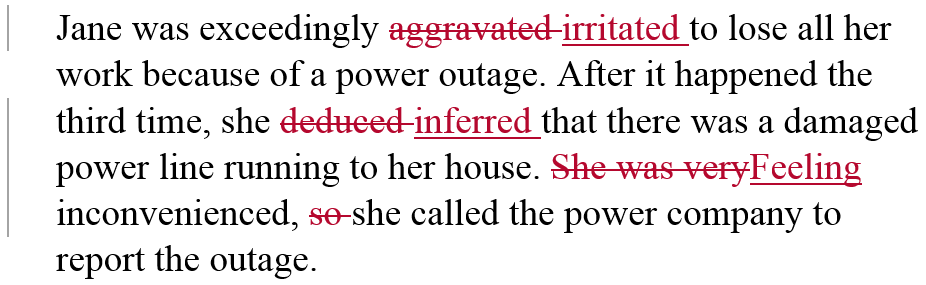 Jane was exceedingly aggravated irritated to lose all her
work because of a power outage. After it happened the
third time, she deduced inferred that there was a damaged
power line running to her house. She was veryFeeling
inconvenienced, so she called the power company to
report the outage.